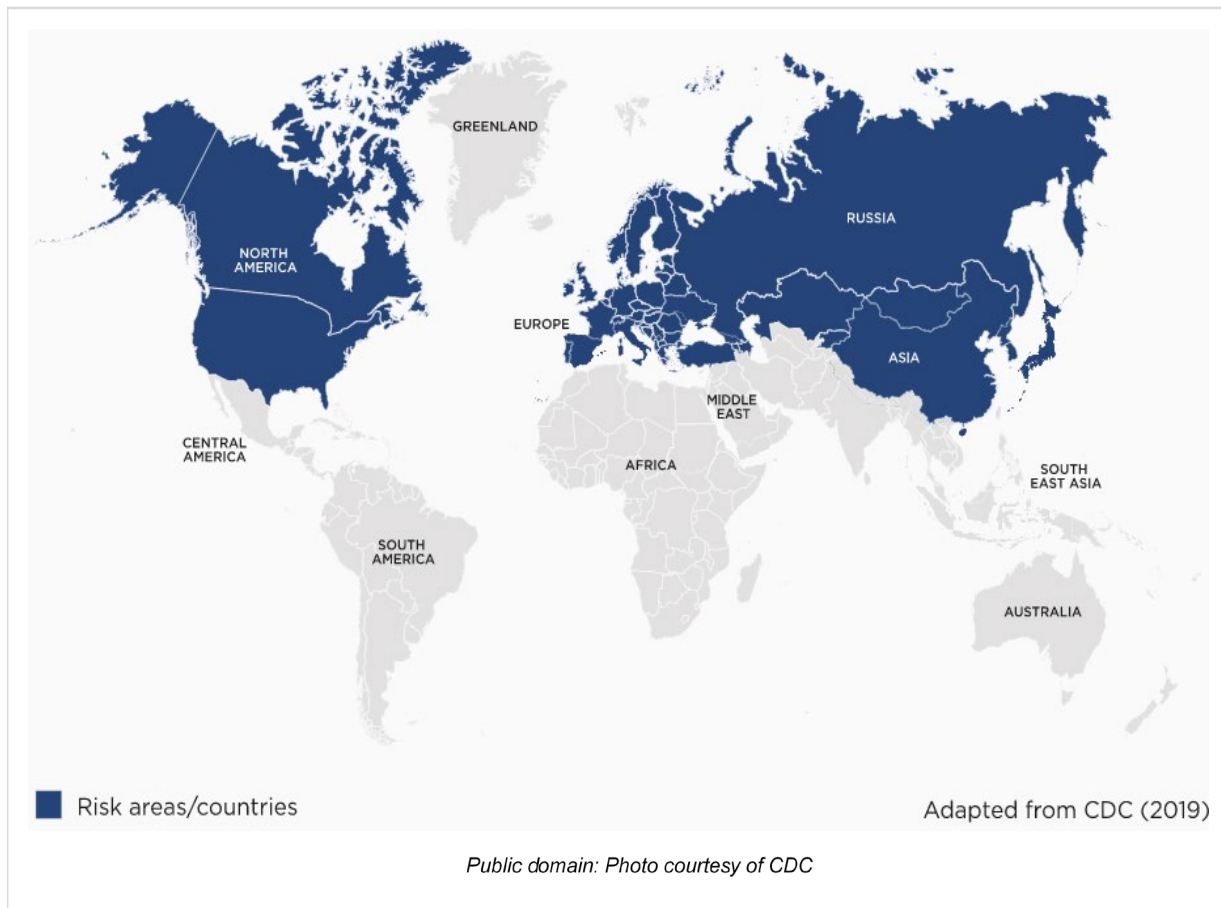 GREENLAND
RUSSIA
NORTH
AMERICA
EUROPE
ASIA
MIDDLE
EAST
CENTRAL
AMERICA
AFRICA
SOUTH
EAST ASIA
SOUTH
AMERICA
AUSTRALIA
Risk areas/countries
Adapted from CDC (2019)
Public domain: Photo courtesy of CDC